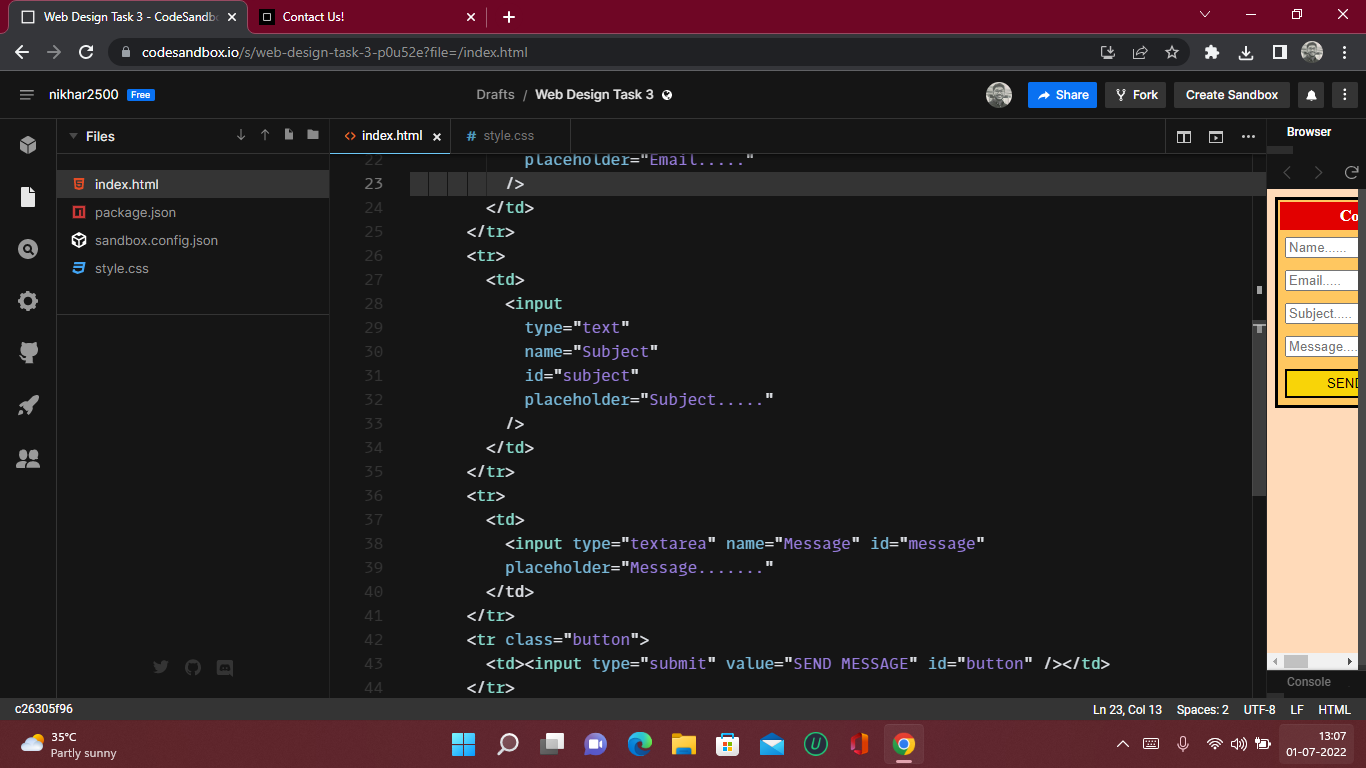 Web Design Task 3 - CodeSandbo
Contact Us!
codesandbox.io/s/web-design-task-3-p0u52e?file=/index.html
nikhar2500 Free
Drafts / Web Design Task 3
Share
Fork
Create Sandbox
Files
index.html
style.css
Browser
index.html
package.json
sandbox.config.json
style.css
22 placeholder="Email....."
23 />
24 </td>
25 </tr>
26 <tr>
27 <td>
28 <input
29 type="text"
30 name="Subject"
31 id="subject"
32 placeholder="Subject....."
33 />
34 </td>
35 </tr>
36 <tr>
37 <td>
38 <input type="textarea" name="Message" id="message"
39 placeholder="Message......."
40 </td>
41 </tr>
42 <tr class="button">
43 <td><input type="submit" value="SEND MESSAGE" id="button" /></td>
44 </tr>
Co
Name......
Email.....
Subject.....
Message....
SEND
Console
c26305f96
Ln 23, Col 13 Spaces: 2 UTF-8 LF HTML
35°C
Partly sunny
13:07
01-07-2022